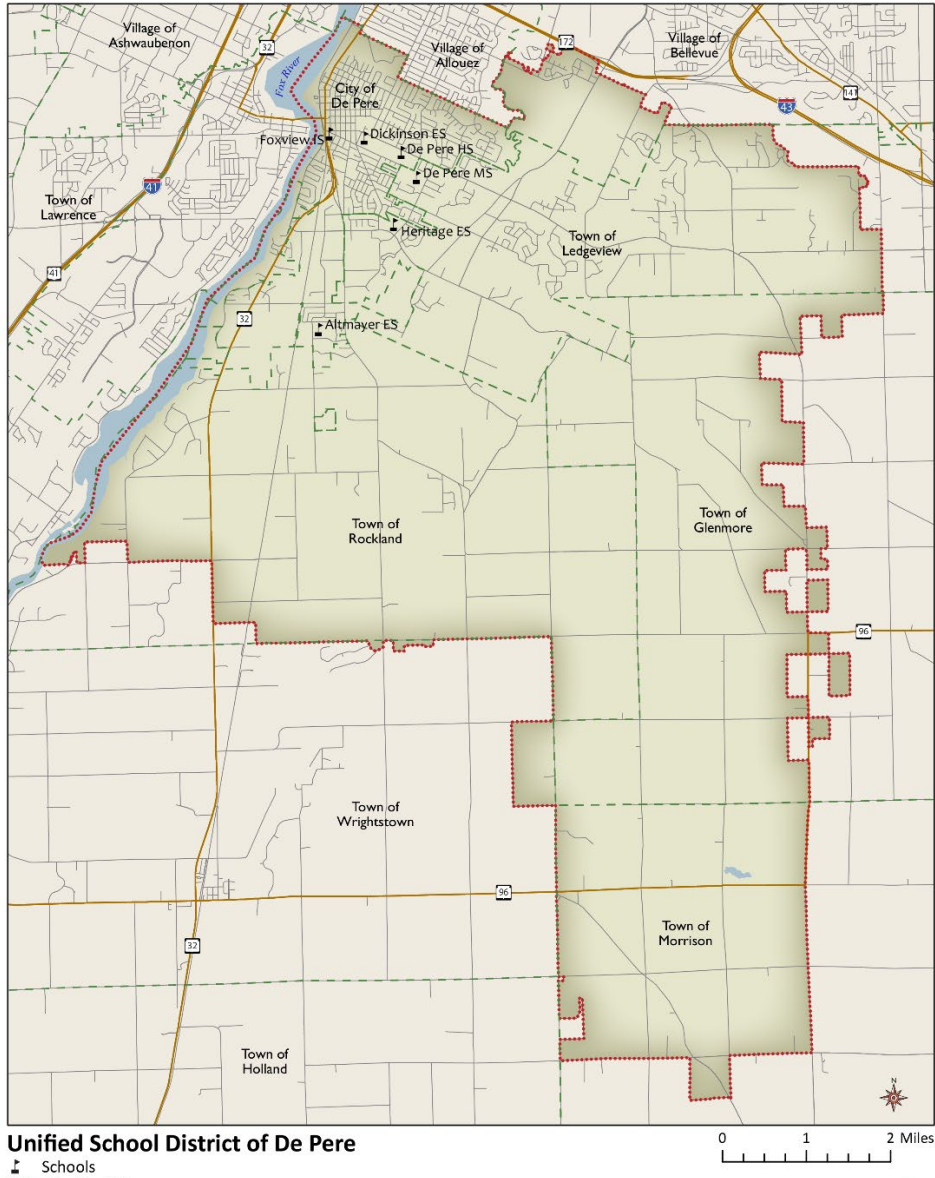 Village of
Ashwaubenon
32
Village of
Allouez
172
Village of
Bellevue
Fox River
City of
De Pere
141
43
Foxview IS
Dickinson ES
De Pere HS
De Pere MS
41
Town of
Lawrence
Heritage ES
Town of
Ledgeview
41
32
Altmayer ES
Town of
Rockland
Town of
Glenmore
96
Town of
Wrightstown
96
Town of
Morrison
32
Town of
Holland
N
Unified School District of De Pere
Schools
0 1 2 Miles